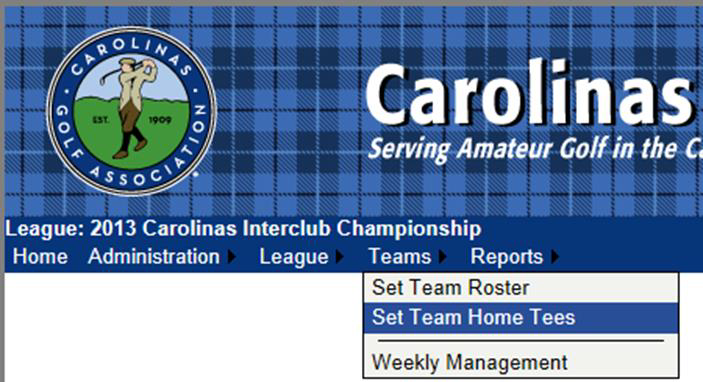 CAROLINAS GOLF ASSOCIATION
EST. 1909
Carolinas
Serving Amateur Golf in the
League: 2013 Carolinas Interclub Championship
Home Administration League Teams Reports
Set Team Roster
Set Team Home Tees
Weekly Management